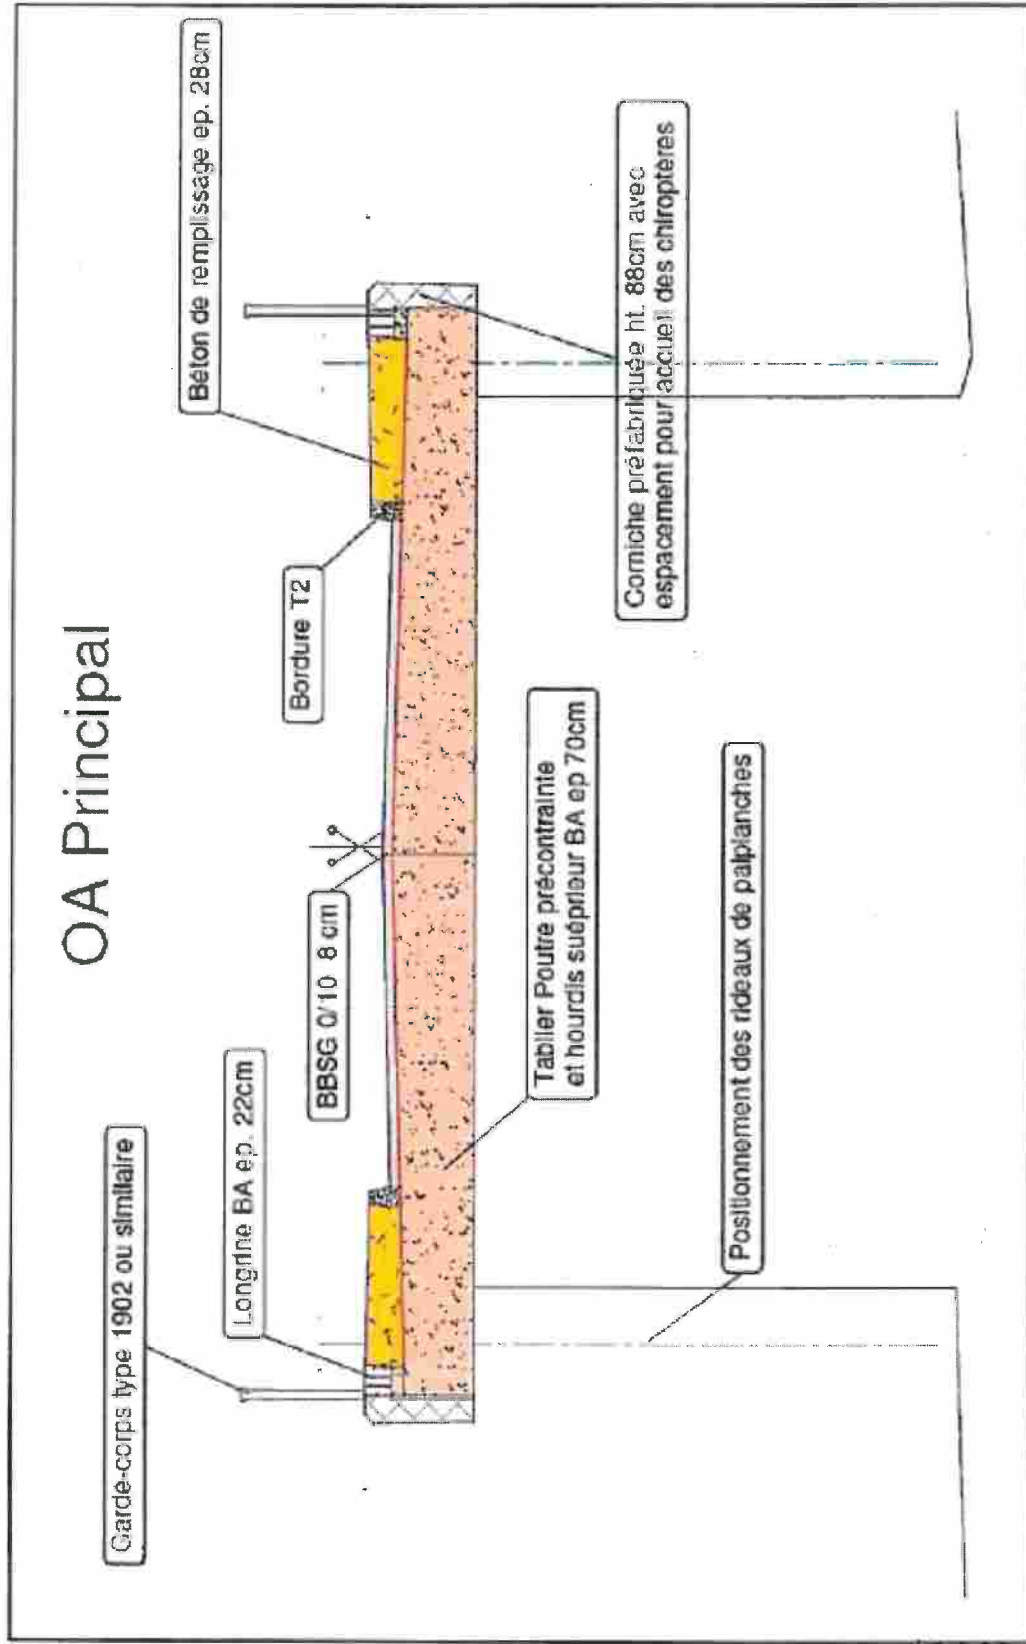 OA Principal
Garde-corps type 1902 ou similaire
Longrine BA ep. 22cm
BBSG 0/10 8 cm
Bordure T2
Béton de remplissage ep. 28cm
Tablier Poutre précontrainte
et hourdis suéprieur BA ep 70cm
Corniche préfabriquée ht. 88cm avec
espacement pour accueil des chiroptères
Positionnement des rideaux de palplanches